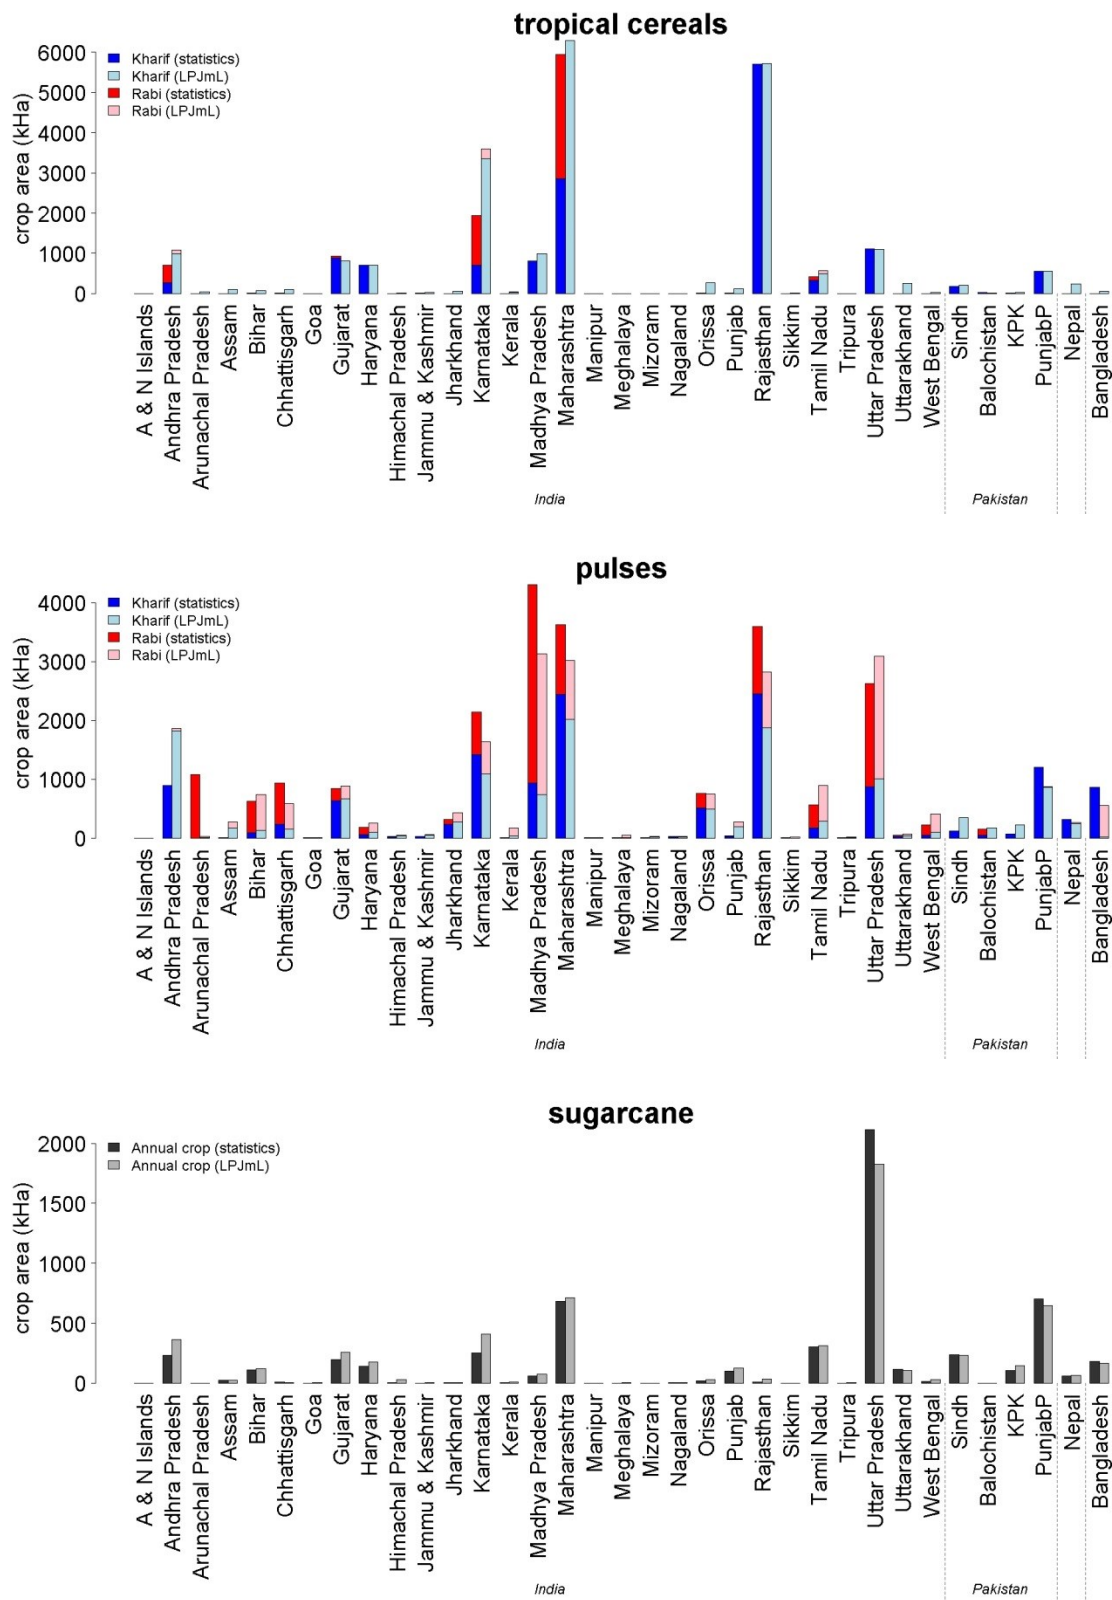 tropical cereals
crop area (kHa)
6000
5000
4000
3000
2000
1000
0
Kharif (statistics)
Kharif (LPJmL)
Rabi (statistics)
Rabi (LPJmL)
A & N Islands
Andhra Pradesh
Arunachal Pradesh
Assam
Bihar
Chhattisgarh
Goa
Gujarat
Haryana
Himachal Pradesh
Jammu & Kashmir
Jharkhand
Karnataka
Kerala
Madhya Pradesh
Maharashtra
Manipur
Meghalaya
Mizoram
Nagaland
Orissa
Punjab
Rajasthan
Sikkim
Tamil Nadu
Tripura
Uttar Pradesh
Uttarakhand
West Bengal
Sindh
Balochistan
KPK
PunjabP
Nepal
Bangladesh
India
Pakistan
pulses
crop area (kHa)
4000
3000
2000
1000
0
Kharif (statistics)
Kharif (LPJmL)
Rabi (statistics)
Rabi (LPJmL)
A & N Islands
Andhra Pradesh
Arunachal Pradesh
Assam
Bihar
Chhattisgarh
Goa
Gujarat
Haryana
Himachal Pradesh
Jammu & Kashmir
Jharkhand
Karnataka
Kerala
Madhya Pradesh
Maharashtra
Manipur
Meghalaya
Mizoram
Nagaland
Orissa
Punjab
Rajasthan
Sikkim
Tamil Nadu
Tripura
Uttar Pradesh
Uttarakhand
West Bengal
Sindh
Balochistan
KPK
PunjabP
Nepal
Bangladesh
India
Pakistan
sugarcane
crop area (kHa)
2000
1500
1000
500
0
Annual crop (statistics)
Annual crop (LPJmL)
A & N Islands
Andhra Pradesh
Arunachal Pradesh
Assam
Bihar
Chhattisgarh
Goa
Gujarat
Haryana
Himachal Pradesh
Jammu & Kashmir
Jharkhand
Karnataka
Kerala
Madhya Pradesh
Maharashtra
Manipur
Meghalaya
Mizoram
Nagaland
Orissa
Punjab
Rajasthan
Sikkim
Tamil Nadu
Tripura
Uttar Pradesh
Uttarakhand
West Bengal
Sindh
Balochistan
KPK
PunjabP
Nepal
Bangladesh
India
Pakistan